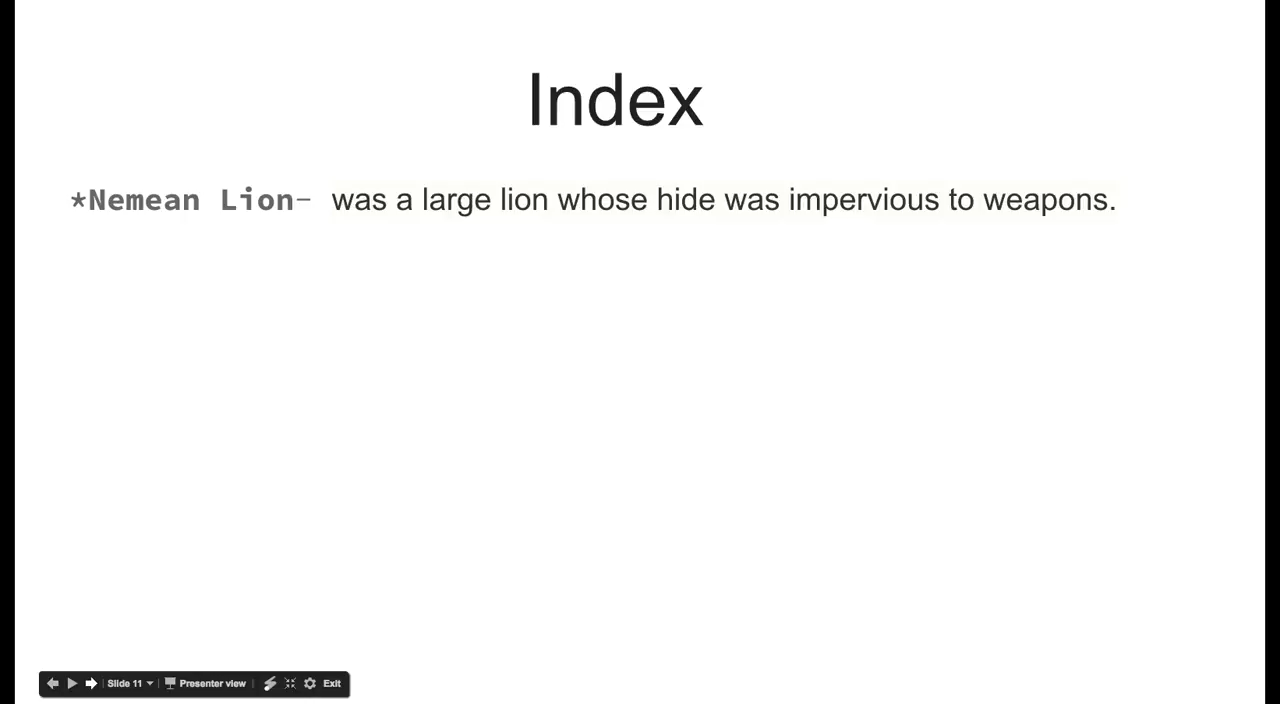 Index
*Nemean Lion- was a large lion whose hide was impervious to weapons.
Slide 11 Presenter view Exit